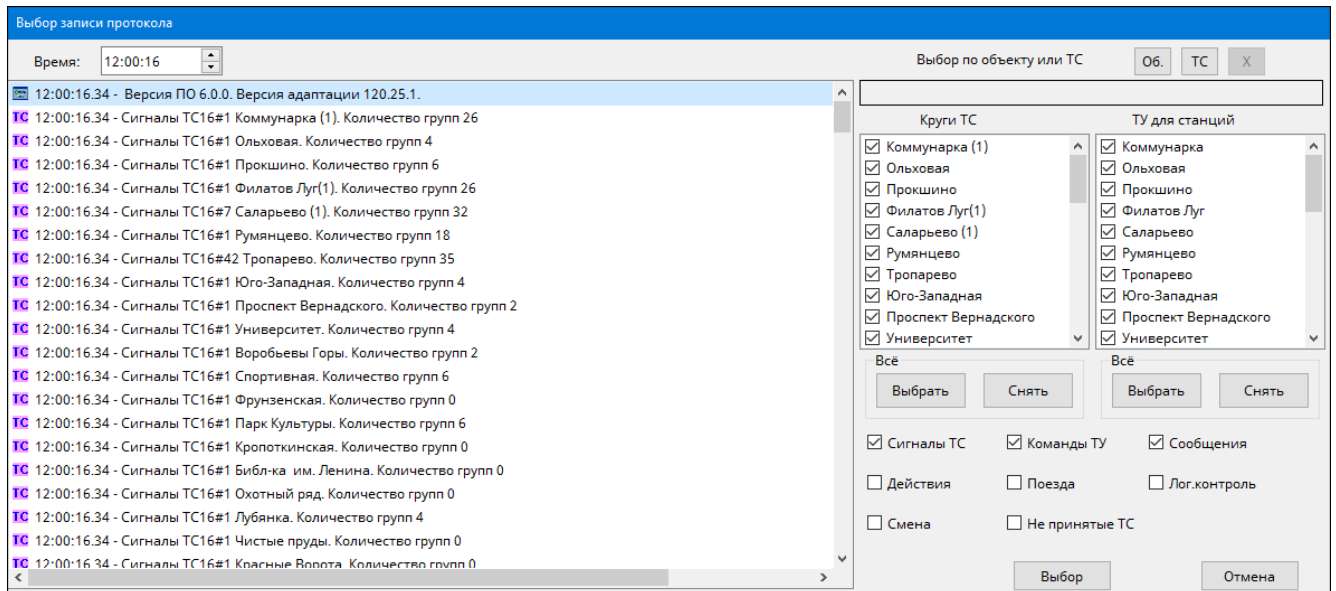 Выбор записи протокола
Время: 12:00:16
Выбор по объекту или ТС Об. ТС X
12:00:16.34 - Версия ПО 6.0.0. Версия адаптации 120.25.1.
ТС 12:00:16.34 - Сигналы ТС16#1 Коммунарка (1). Количество групп 26
ТС 12:00:16.34 - Сигналы ТС16#1 Ольховая. Количество групп 4
ТС 12:00:16.34 - Сигналы ТС16#1 Прокшино. Количество групп 6
ТС 12:00:16.34 - Сигналы ТС16#1 Филатов Луг(1). Количество групп 26
ТС 12:00:16.34 - Сигналы ТС16#7 Саларьево (1). Количество групп 32
ТС 12:00:16.34 - Сигналы ТС16#1 Румянцево. Количество групп 18
ТС 12:00:16.34 - Сигналы ТС16#42 Тропарево. Количество групп 35
ТС 12:00:16.34 - Сигналы ТС16#1 Юго-Западная. Количество групп 4
ТС 12:00:16.34 - Сигналы ТС16#1 Проспект Вернадского. Количество групп 2
ТС 12:00:16.34 - Сигналы ТС16#1 Университет. Количество групп 4
ТС 12:00:16.34 - Сигналы ТС16#1 Воробьевы Горы. Количество групп 2
ТС 12:00:16.34 - Сигналы ТС16#1 Спортивная. Количество групп 6
ТС 12:00:16.34 - Сигналы ТС16#1 Фрунзенская. Количество групп 0
ТС 12:00:16.34 - Сигналы ТС16#1 Парк Культуры. Количество групп 6
ТС 12:00:16.34 - Сигналы ТС16#1 Кропоткинская. Количество групп 0
ТС 12:00:16.34 - Сигналы ТС16#1 Библ-ка им. Ленина. Количество групп 0
ТС 12:00:16.34 - Сигналы ТС16#1 Охотный ряд. Количество групп 0
ТС 12:00:16.34 - Сигналы ТС16#1 Лубянка. Количество групп 4
ТС 12:00:16.34 - Сигналы ТС16#1 Чистые пруды. Количество групп 0
ТС 12:00:16.34 - Сигналы ТС16#1 Красные Ворота. Количество групп 0
Круги ТС
Коммунарка (1)
Ольховая
Прокшино
Филатов Луг(1)
Саларьево (1)
Румянцево
Тропарево
Юго-Западная
Проспект Вернадского
Университет
Всё
Выбрать Снять
ТУ для станций
Коммунарка
Ольховая
Прокшино
Филатов Луг
Саларьево
Румянцево
Тропарево
Юго-Западная
Проспект Вернадского
Университет
Всё
Выбрать Снять
Сигналы ТС Команды ТУ Сообщения
Действия Поезда Лог.контроль
Смена Не принятые ТС
Выбор Отмена